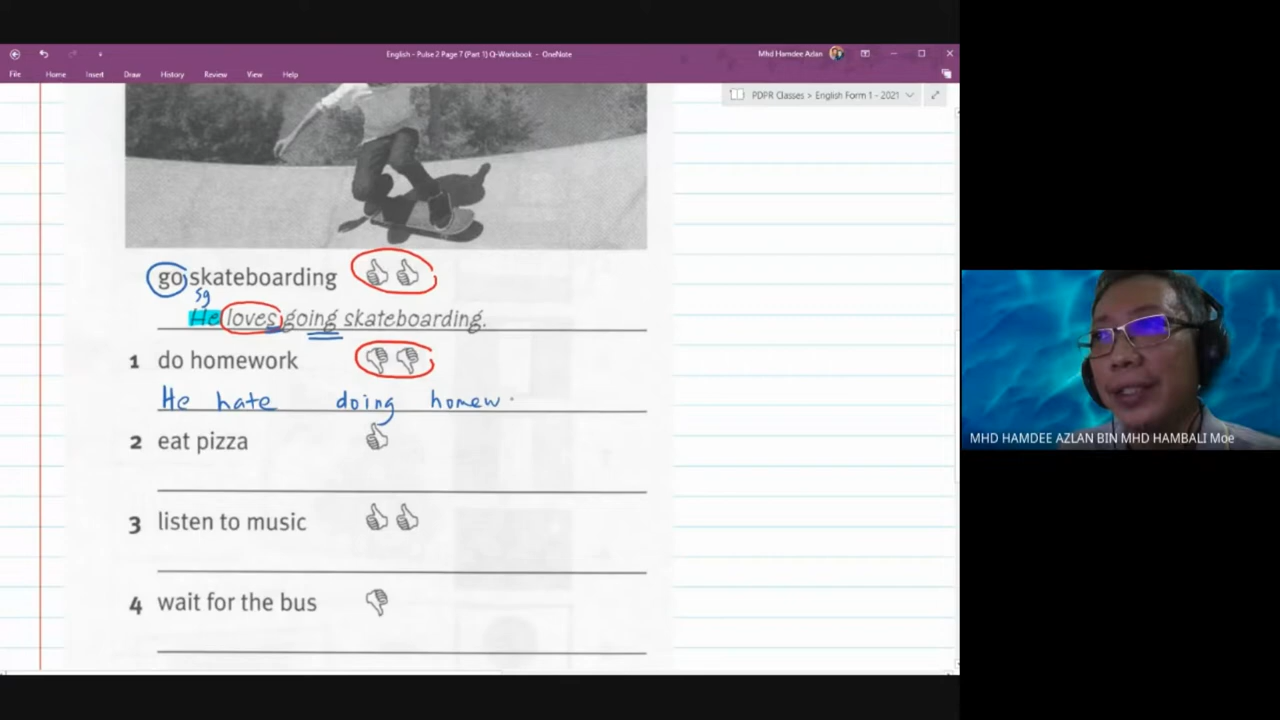 English - Pulse 2 Page 7 (Part 1) Q-Workbook - OneNote
Mhd Hamdee Azlan
File Home Insert Draw History Review View Help
PDPR Classes > English Form 1 - 2021
go skateboarding
sg
He loves going skateboarding.
1 do homework
He hate doing homew
2 eat pizza
3 listen to music
4 wait for the bus
MHD HAMDEE AZLAN BIN MHD HAMBALI Moe